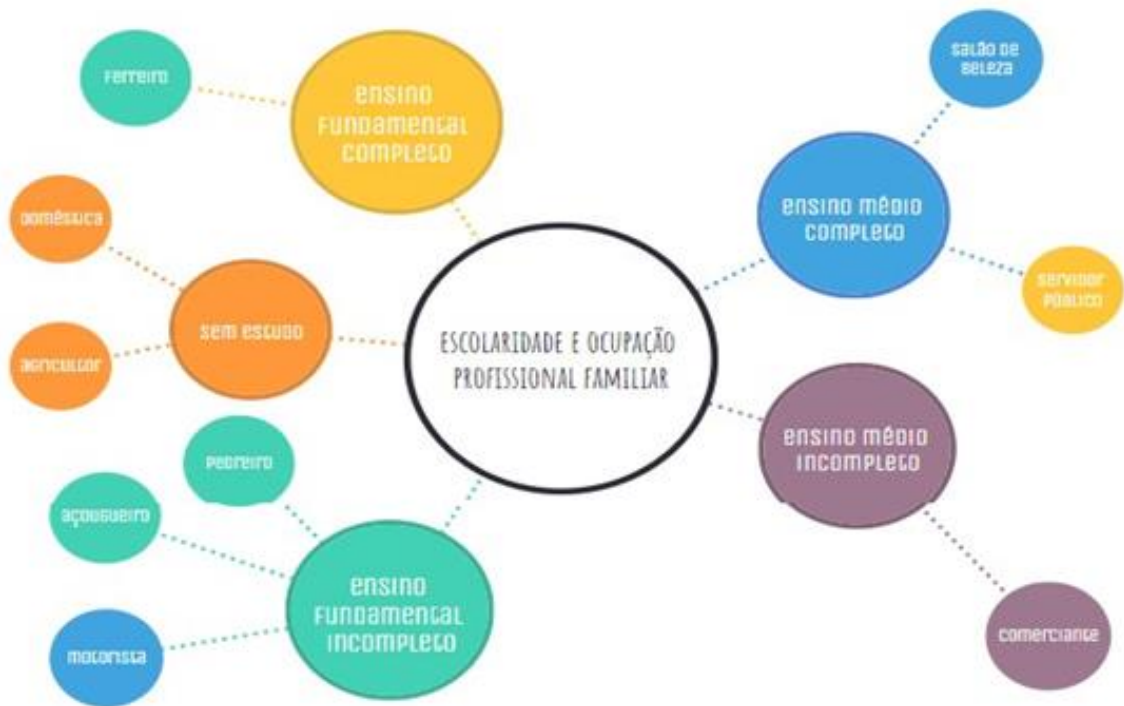 Ferreiro
ENSINO
FUNDAMENTAL
COMPLETO
SALÃO DE
BELEZA
ENSINO MÉDIO
COMPLETO
SERVIDOR
PÚBLICO
Doméstica
Sem estudo
agricultor
ESCOLARIDADE E OCUPAÇÃO
PROFISSIONAL FAMILIAR
ENSINO MÉDIO
INCOMPLETO
Pedreiro
açougueiro
ENSINO
FUNDAMENTAL
INCOMPLETO
motorista
comerciante